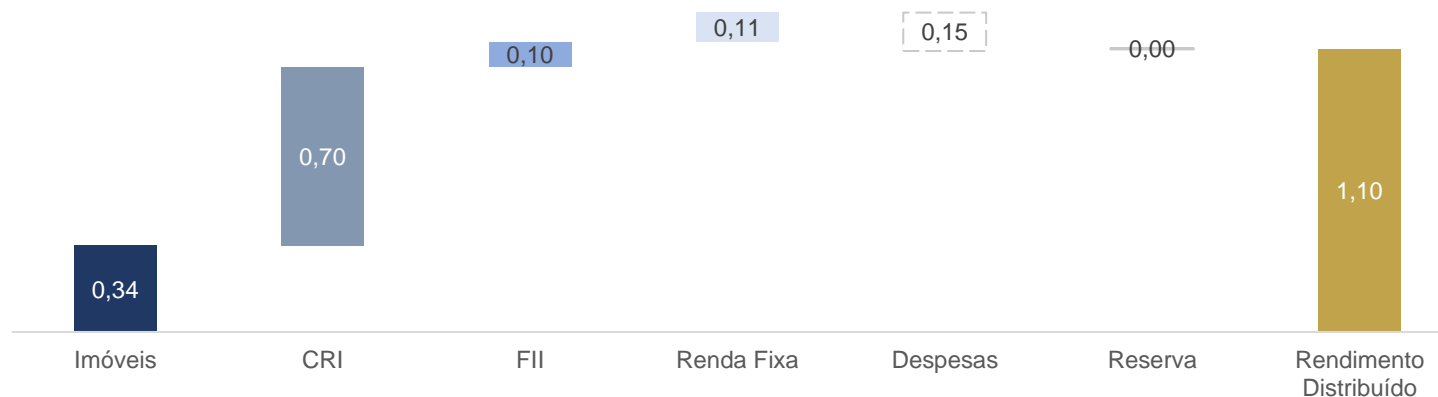 0,34
0,70
0,10
0,11
0,15
0,00
1,10
Imóveis
CRI
FII
Renda Fixa
Despesas
Reserva
Rendimento
Distribuído